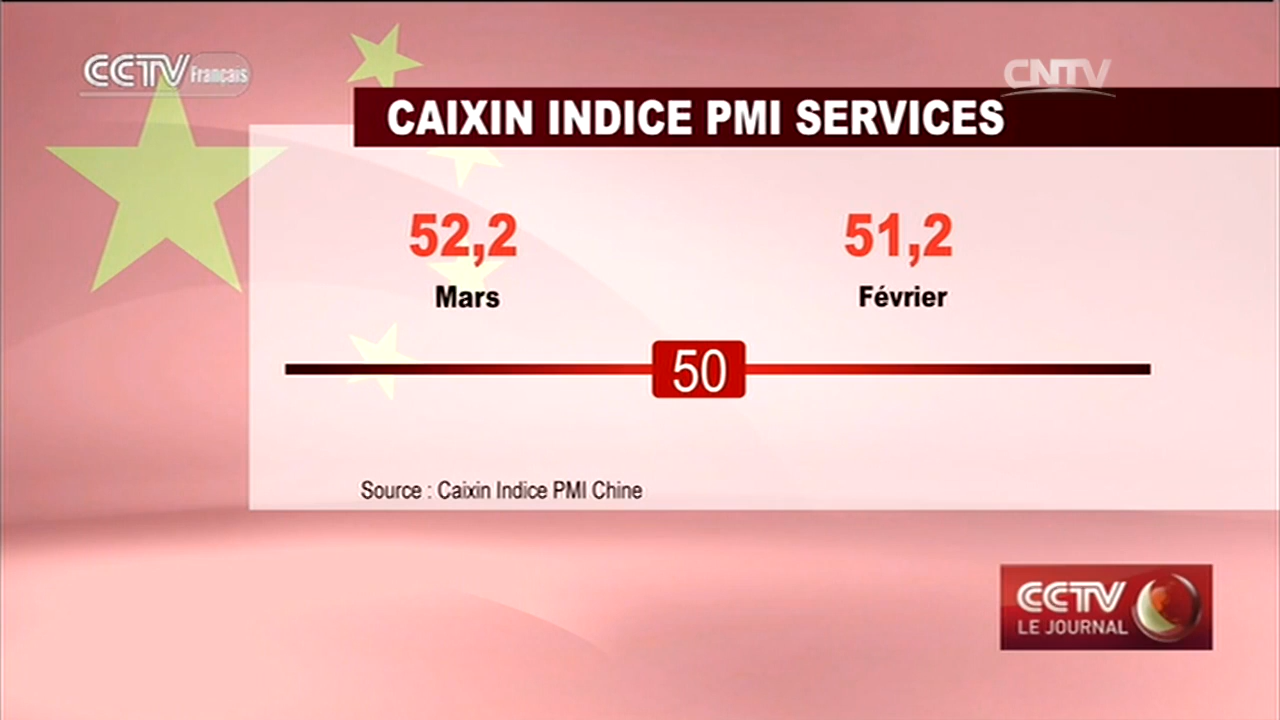 CCTV Français
CNTV
CAIXIN INDICE PMI SERVICES
52,2
51,2
Mars
Février
50
Source : Caixin Indice PMI Chine
CCTV
LE JOURNAL